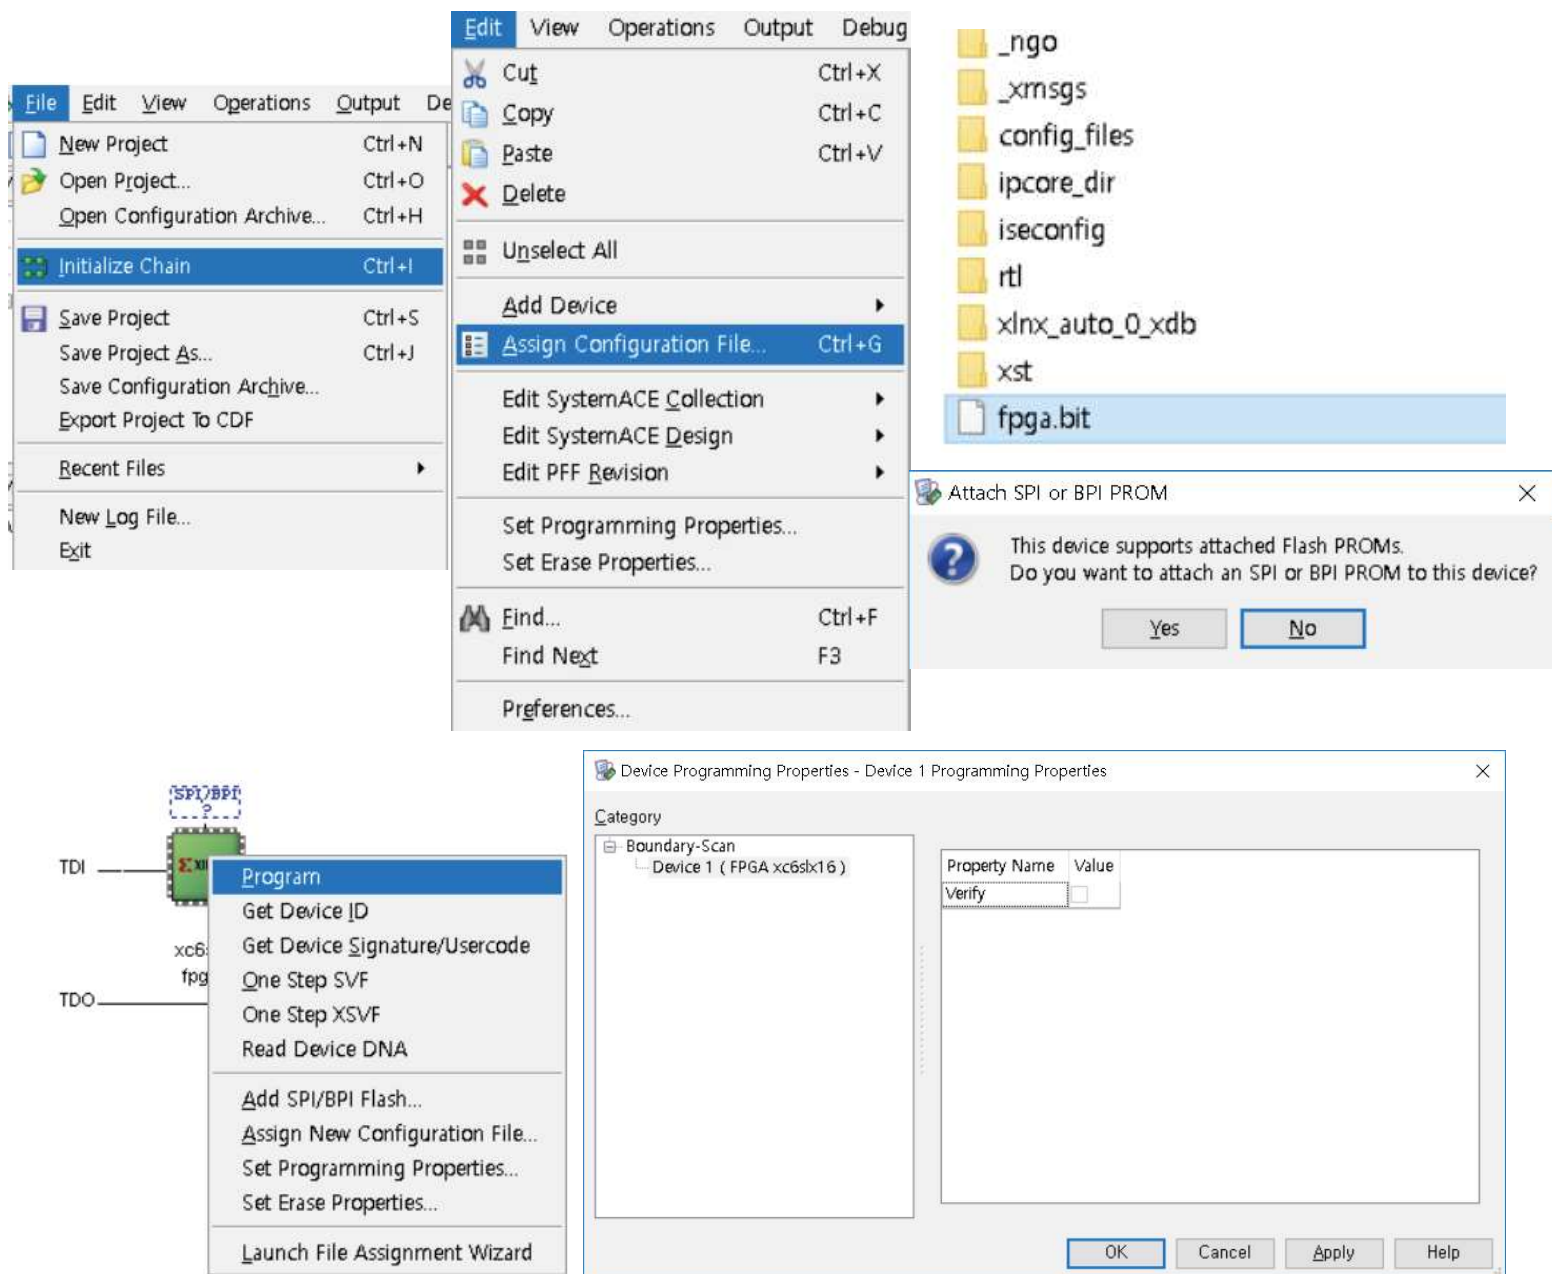 File Edit View Operations Output De
New Project Ctrl+N
Open Project... Ctrl+O
Open Configuration Archive... Ctrl+H
Initialize Chain Ctrl+I
Save Project Ctrl+S
Save Project As... Ctrl+J
Save Configuration Archive...
Export Project To CDF
Recent Files
New Log File...
Exit
Edit View Operations Output Debug
Cut Ctrl+X
Copy Ctrl+C
Paste Ctrl+V
Delete
Unselect All
Add Device
Assign Configuration File... Ctrl+G
Edit SystemACE Collection
Edit SystemACE Design
Edit PFF Revision
Set Programming Properties...
Set Erase Properties...
Find... Ctrl+F
Find Next F3
Preferences...
_ngo
_xmsgs
config_files
ipcore_dir
iseconfig
rtl
xlnx_auto_0_xdb
xst
fpga.bit
Attach SPI or BPI PROM
This device supports attached Flash PROMs.
Do you want to attach an SPI or BPI PROM to this device?
Yes No
SPI/BPI
?
TDI
xc6s
fpg
TDO
Program
Get Device ID
Get Device Signature/Usercode
One Step SVF
One Step XSVF
Read Device DNA
Add SPI/BPI Flash...
Assign New Configuration File...
Set Programming Properties...
Set Erase Properties...
Launch File Assignment Wizard
Device Programming Properties - Device 1 Programming Properties
Category
Boundary-Scan
Device 1 ( FPGA xc6slx16 )
Property Name Value
Verify
OK Cancel Apply Help